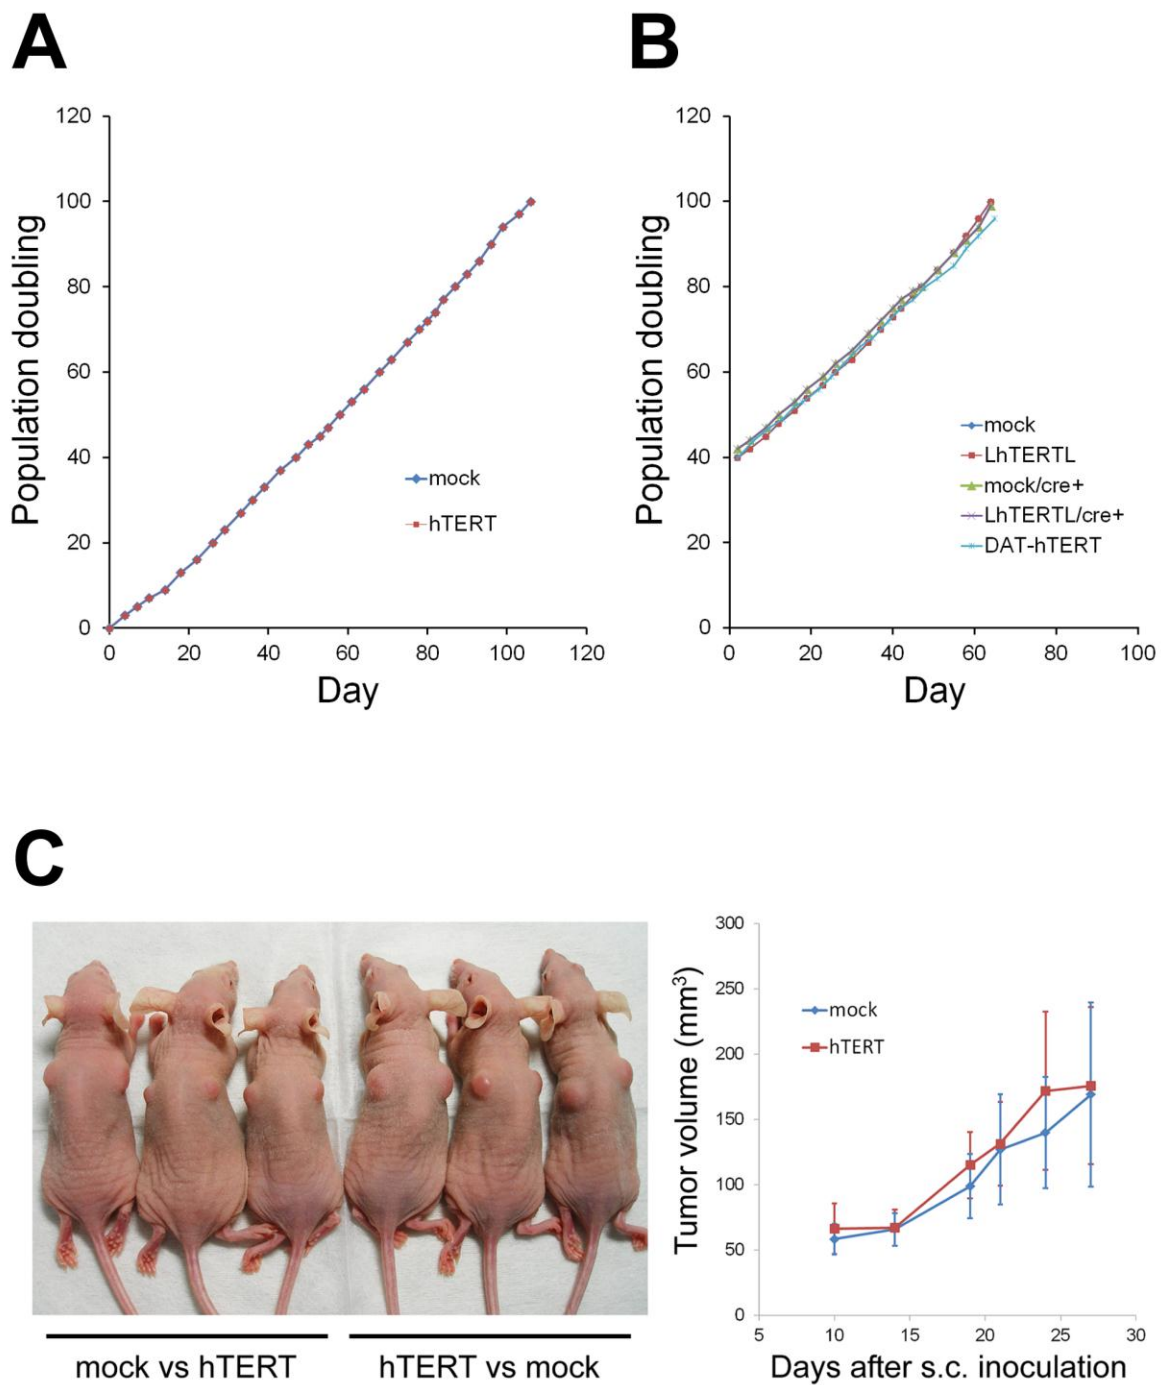 A
B
120
100
80
60
40
20
0
Population doubling
mock
hTERT
0 20 40 60 80 100 120
Day
120
100
80
60
40
20
0
Population doubling
mock
LhTERTL
mock/cre+
LhTERTL/cre+
DAT-hTERT
0 20 40 60 80 100
Day
C
mock vs hTERT
hTERT vs mock
300
250
200
150
100
50
0
Tumor volume (mm³)
mock
hTERT
5 10 15 20 25 30
Days after s.c. inoculation